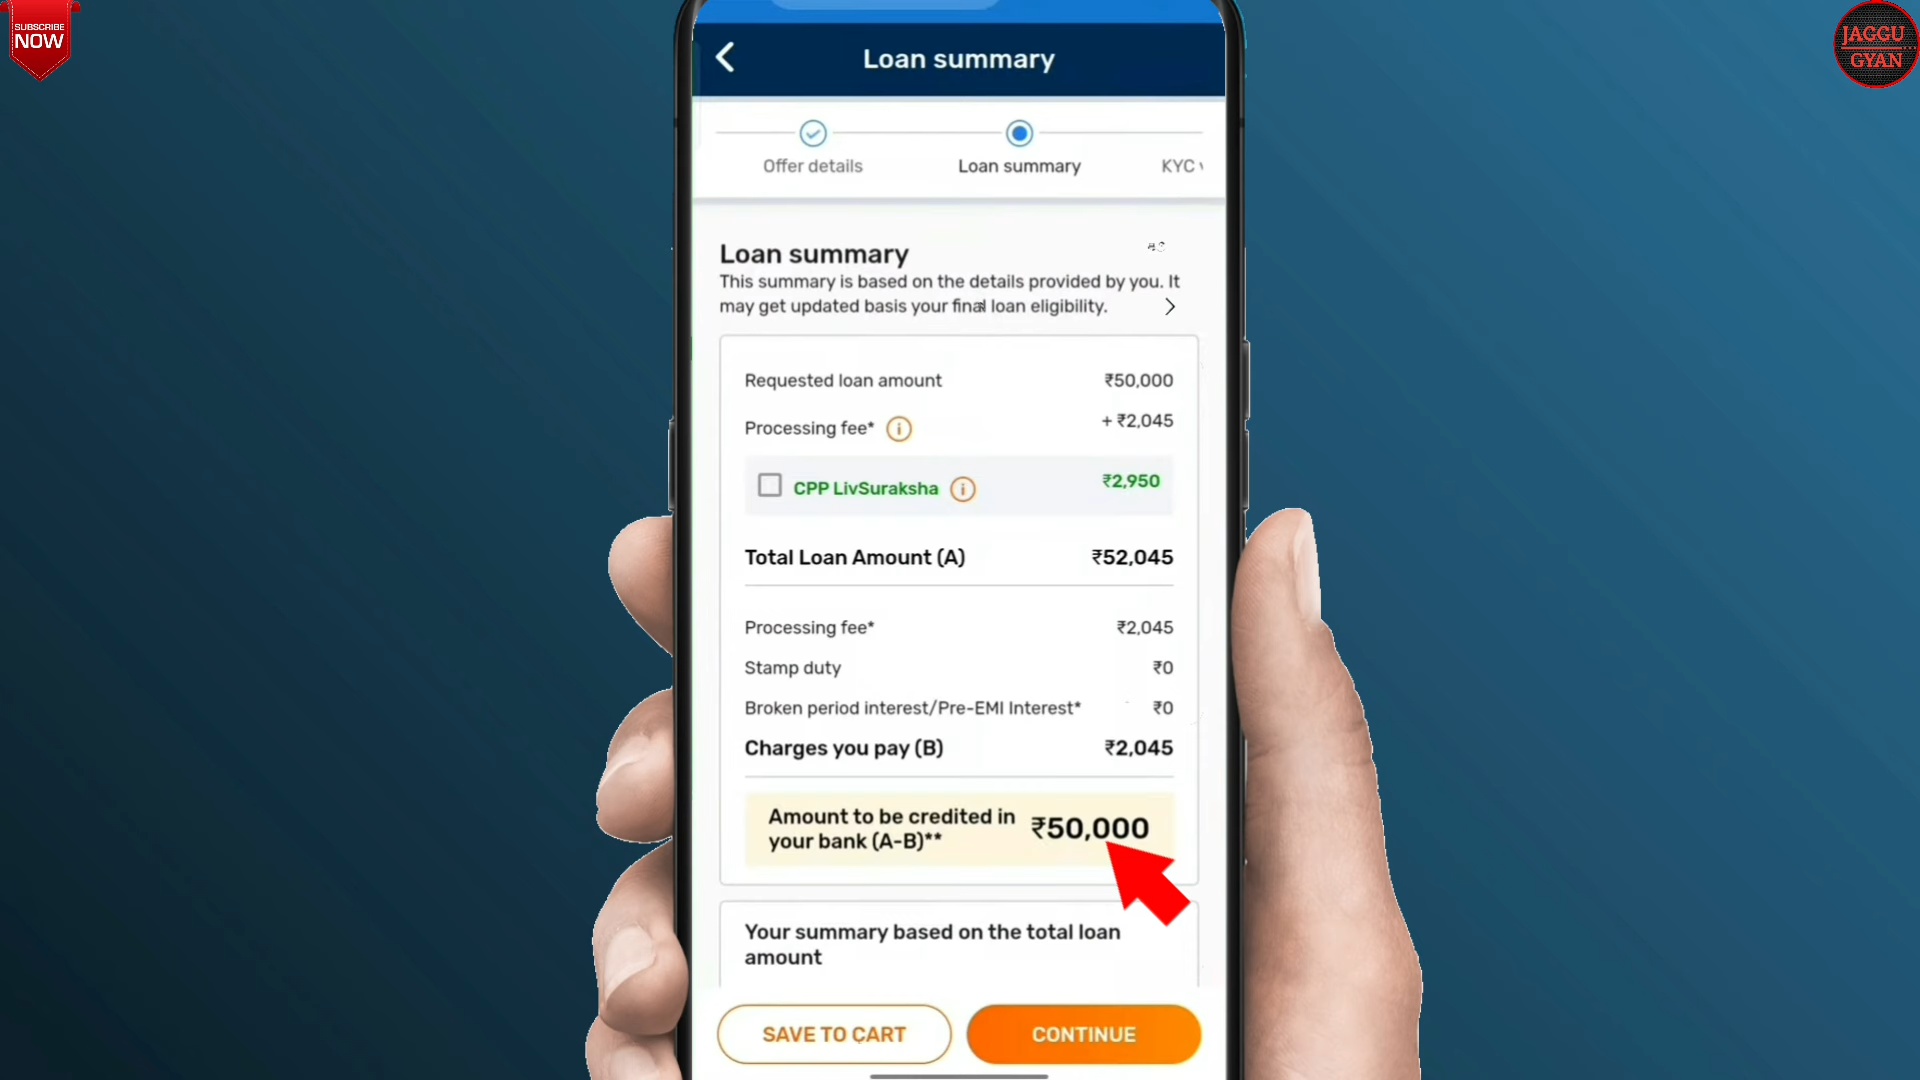 SUBSCRIBE
NOW
JAGGU
GYAN
Loan summary
Offer details
Loan summary
KYC
Loan summary
This summary is based on the details provided by you. It
may get updated basis your final loan eligibility.
Requested loan amount ₹50,000
Processing fee* + ₹2,045
CPP LivSuraksha ₹2,950
Total Loan Amount (A) ₹52,045
Processing fee* ₹2,045
Stamp duty ₹0
Broken period interest/Pre-EMI Interest* ₹0
Charges you pay (B) ₹2,045
Amount to be credited in
your bank (A-B)** ₹50,000
Your summary based on the total loan
amount
SAVE TO CART
CONTINUE